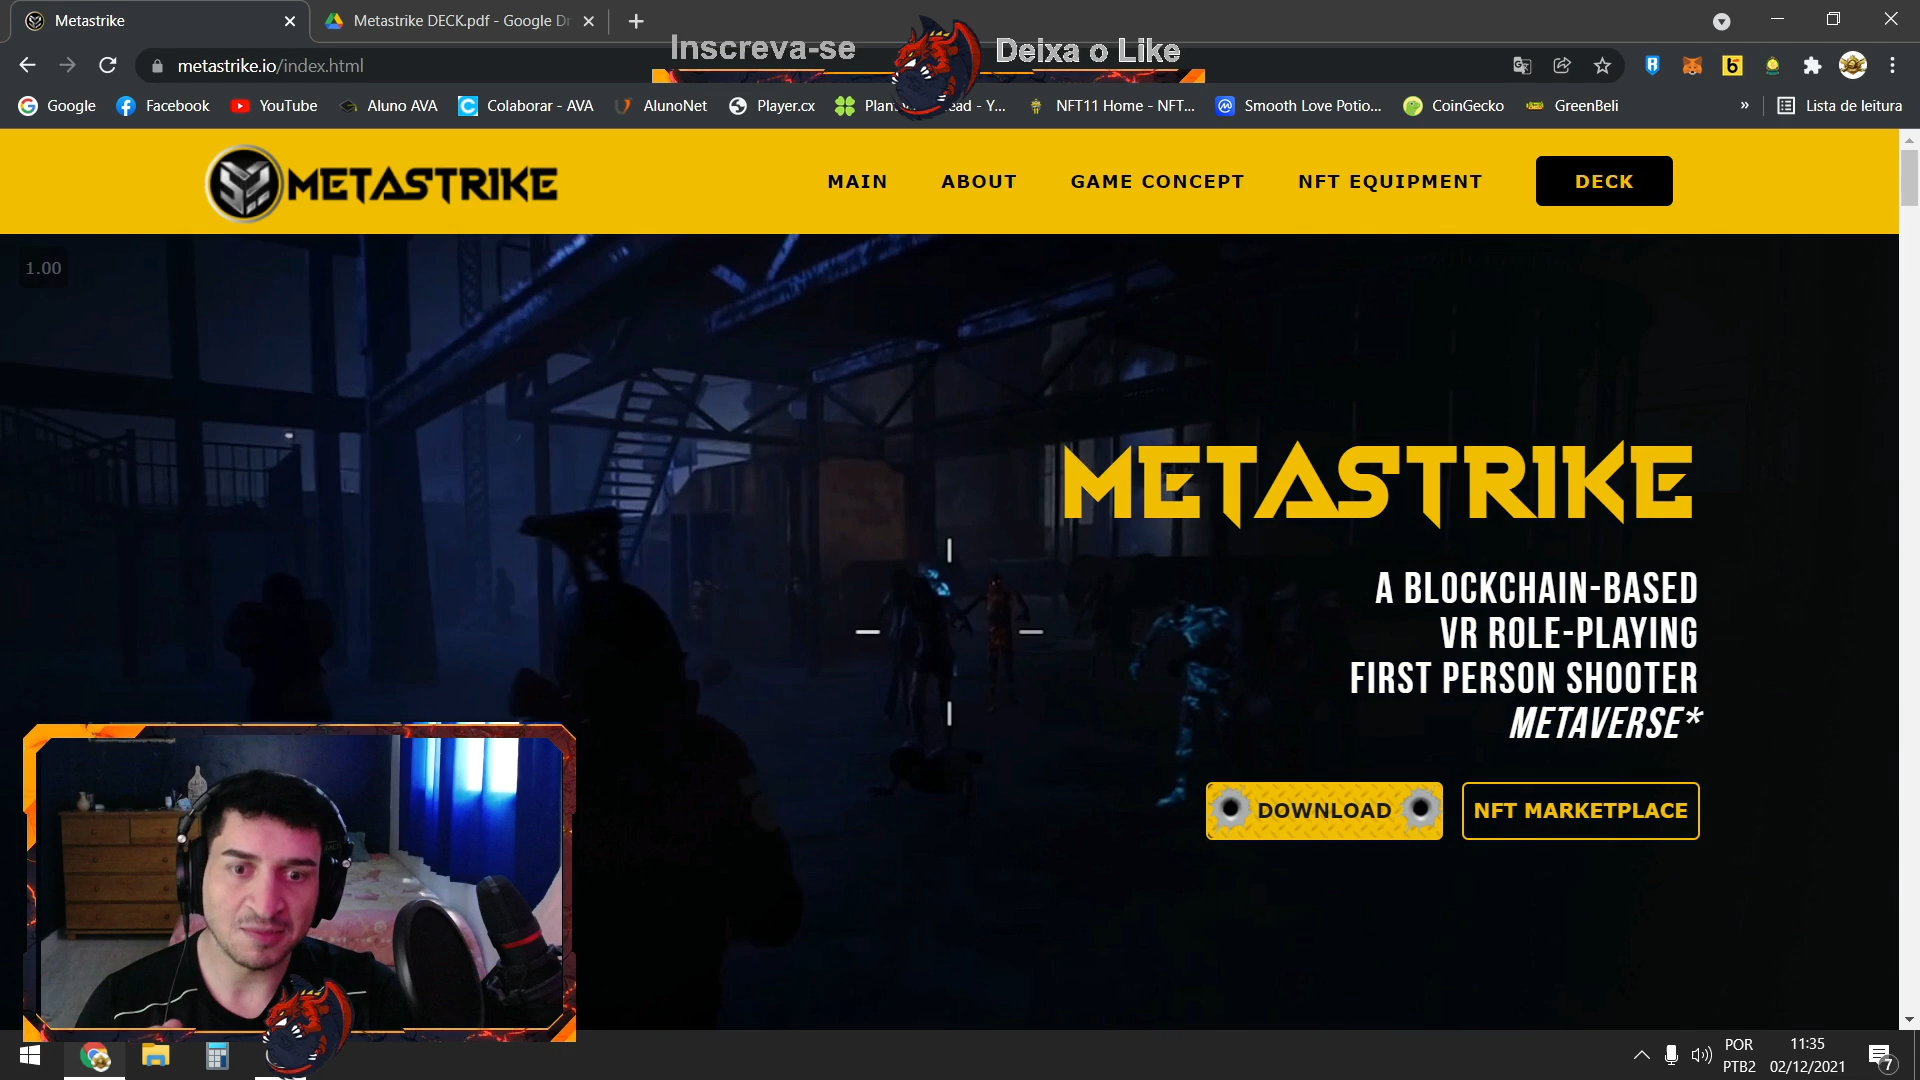 Metastrike
Metastrike DECK.pdf - Google Dr
Inscreva-se
Deixa o Like
metastrike.io/index.html
Google
Facebook
YouTube
Aluno AVA
Colaborar - AVA
AlunoNet
Player.cx
ead - Y...
NFT11 Home - NFT...
Smooth Love Potio...
CoinGecko
GreenBeli
»
Lista de leitura
METASTRIKE
MAIN
ABOUT
GAME CONCEPT
NFT EQUIPMENT
DECK
1.00
METASTRIKE
A BLOCKCHAIN-BASED
VR ROLE-PLAYING
FIRST PERSON SHOOTER
METAVERSE*
DOWNLOAD
NFT MARKETPLACE
POR
PTB2
11:35
02/12/2021
7